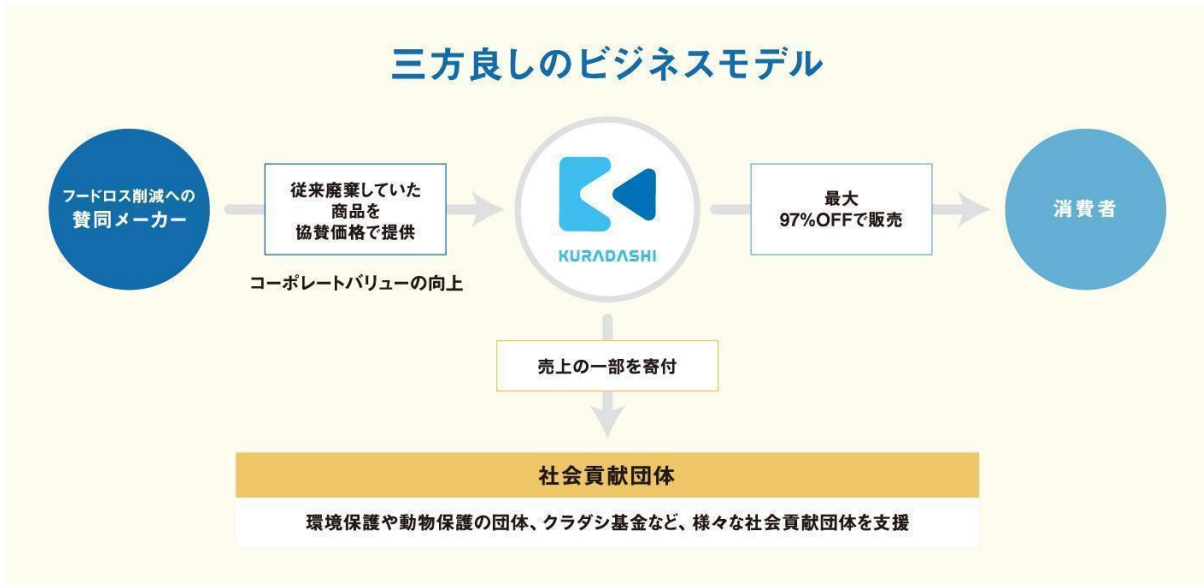 三方良しのビジネスモデル
フードロス削減への
賛同メーカー
従来廃棄していた
商品を
協賛価格で提供
コーポレートバリューの向上
KURADASHI
最大
97%OFFで販売
消費者
売上の一部を寄付
社会貢献団体
環境保護や動物保護の団体、クラダシ基金など、様々な社会貢献団体を支援